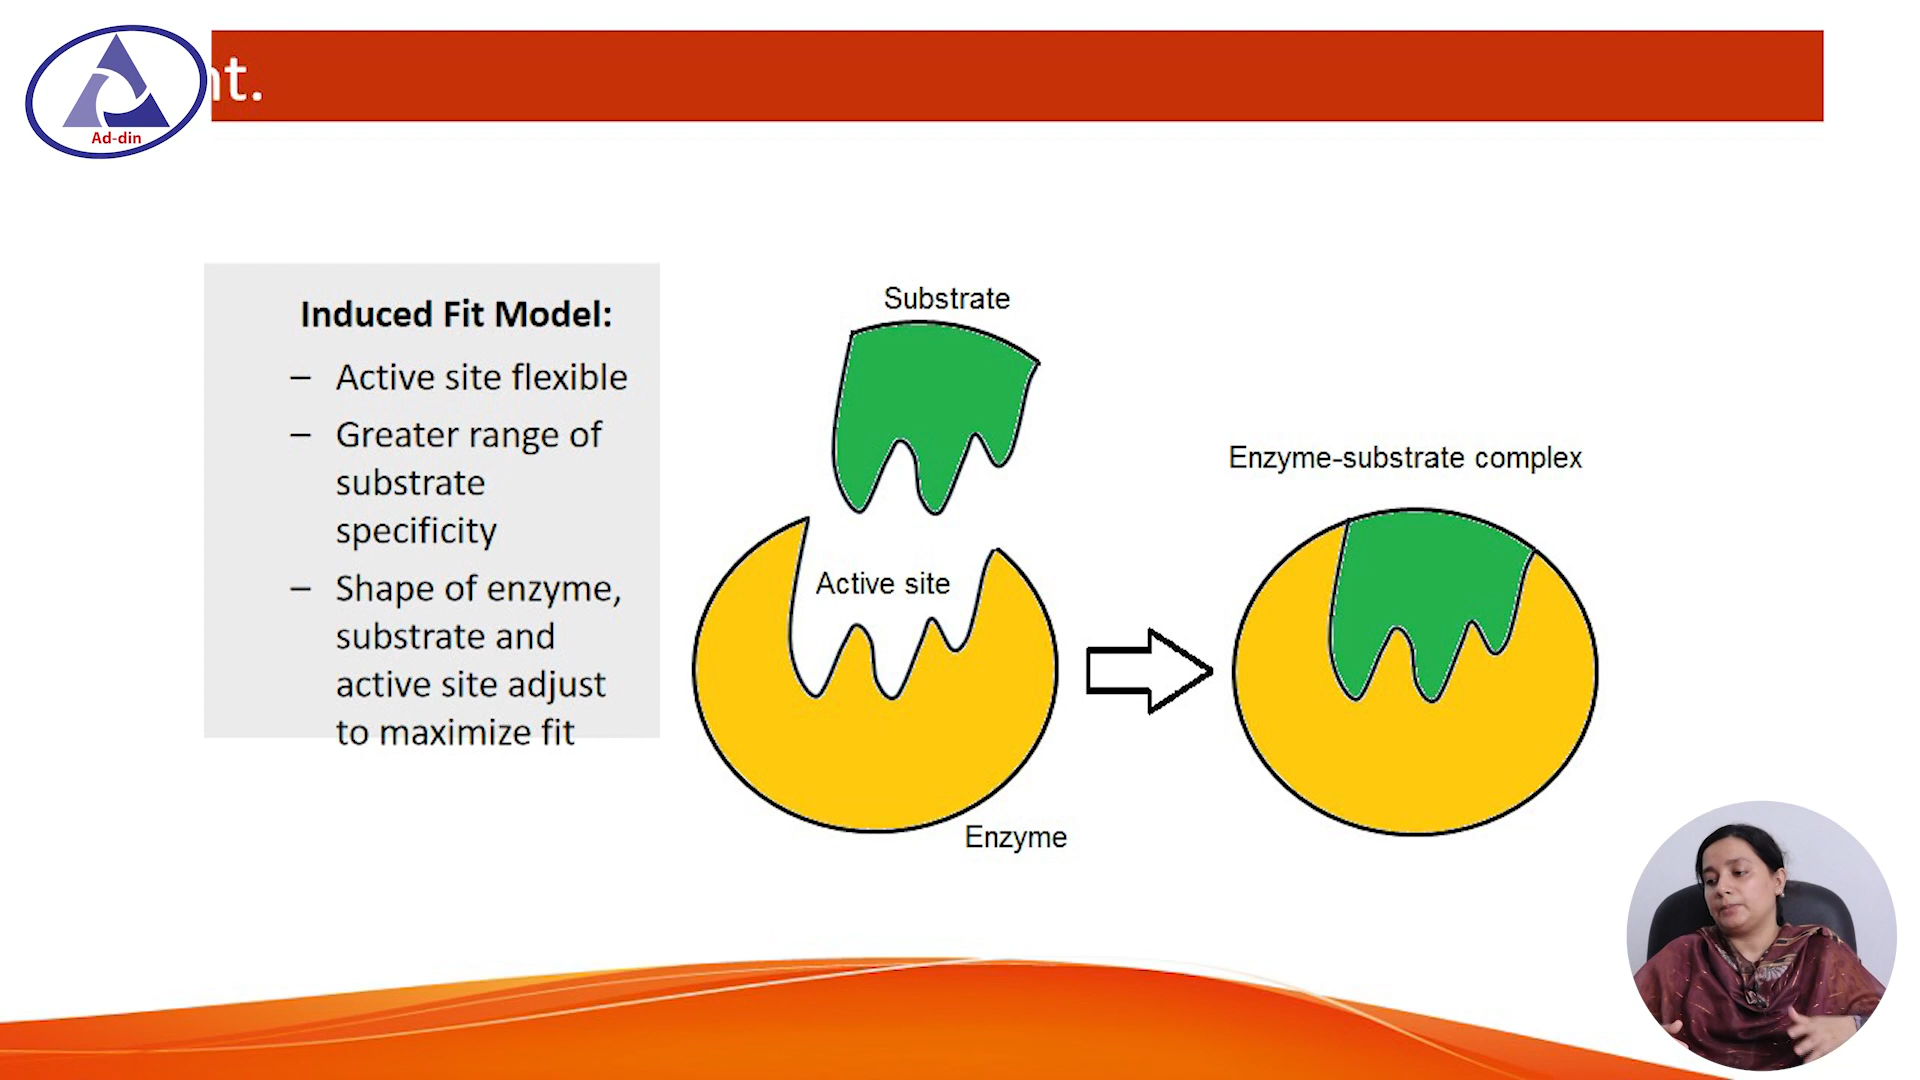 Ad-din
Induced Fit Model:
– Active site flexible
– Greater range of
substrate
specificity
– Shape of enzyme,
substrate and
active site adjust
to maximize fit
Substrate
Active site
Enzyme
Enzyme-substrate complex